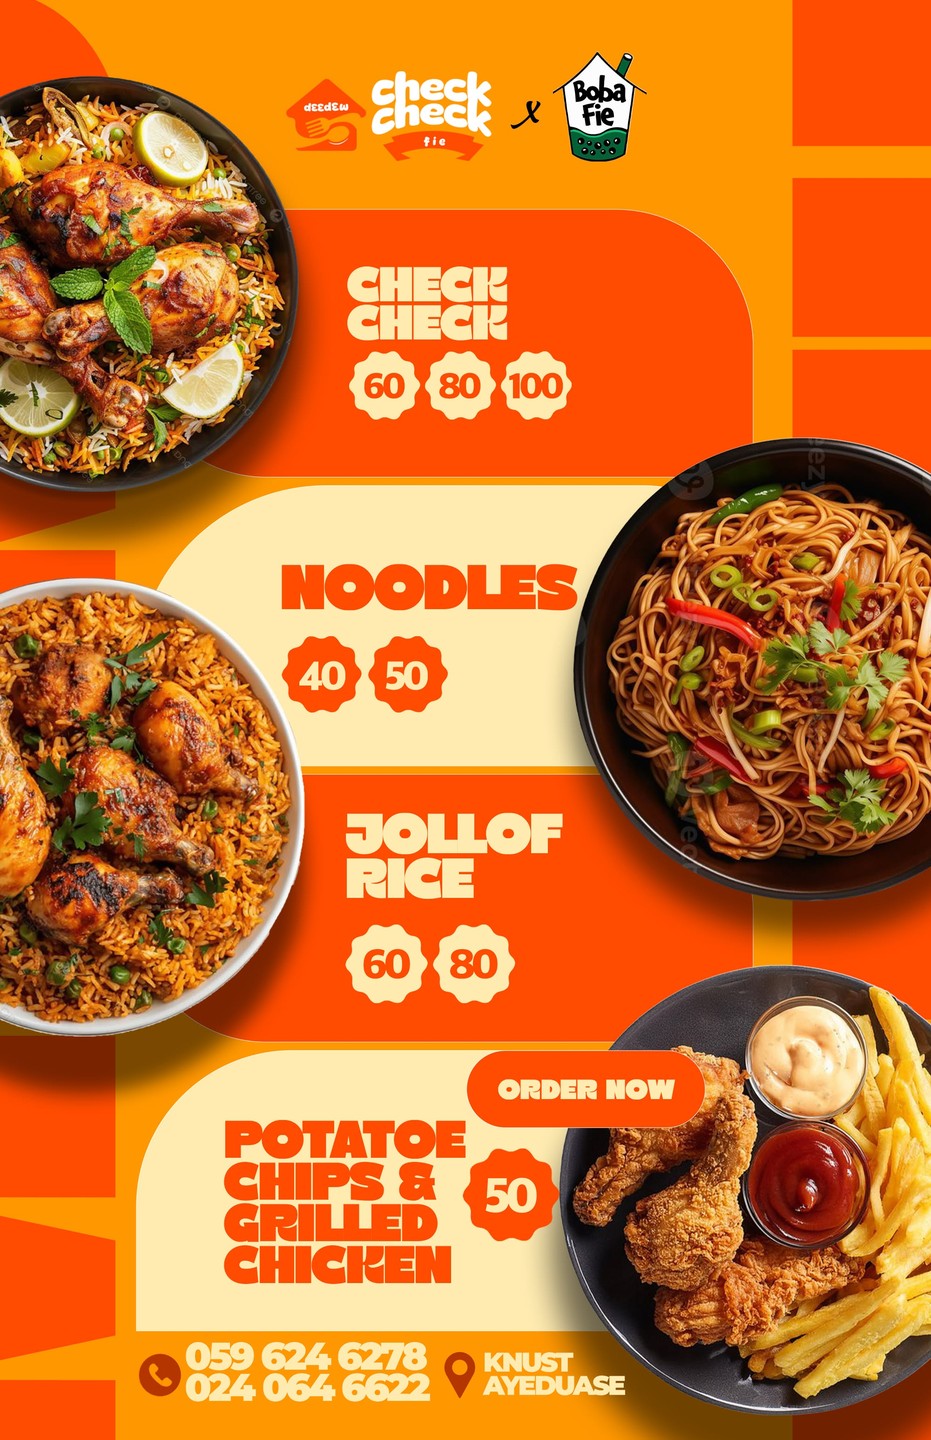 DEEDEW
check
check
fie
x
Boba
Fie
CHECK
CHECK
60 80 100
NOODLES
40 50
JOLLOF
RICE
60 80
ORDER NOW
POTATOE
CHIPS &
GRILLED
CHICKEN
50
059 624 6278
024 064 6622
KNUST
AYEDUASE